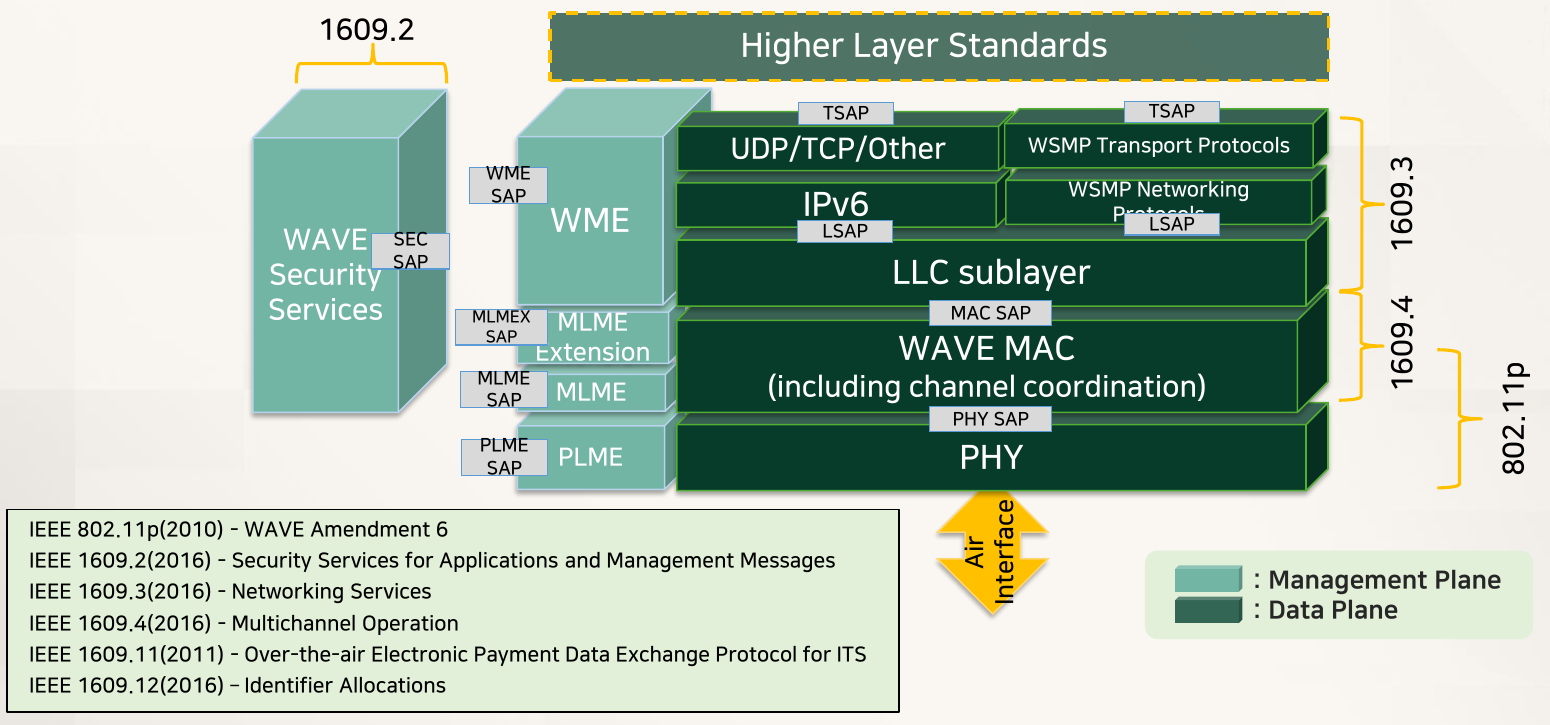 1609.2
Higher Layer Standards
TSAP
TSAP
UDP/TCP/Other
WSMP Transport Protocols
WME
SAP
WME
IPv6
WSMP Networking
Protocols
LSAP
LSAP
1609.3
WAVE
Security
Services
SEC
SAP
LLC sublayer
MLMEX
SAP
MLME
Extension
MAC SAP
WAVE MAC
(including channel coordination)
1609.4
MLME
SAP
MLME
PHY SAP
802.11p
PLME
SAP
PLME
PHY
Air
Interface
IEEE 802.11p(2010) - WAVE Amendment 6
IEEE 1609.2(2016) - Security Services for Applications and Management Messages
IEEE 1609.3(2016) - Networking Services
IEEE 1609.4(2016) - Multichannel Operation
IEEE 1609.11(2011) - Over-the-air Electronic Payment Data Exchange Protocol for ITS
IEEE 1609.12(2016) – Identifier Allocations
: Management Plane
: Data Plane